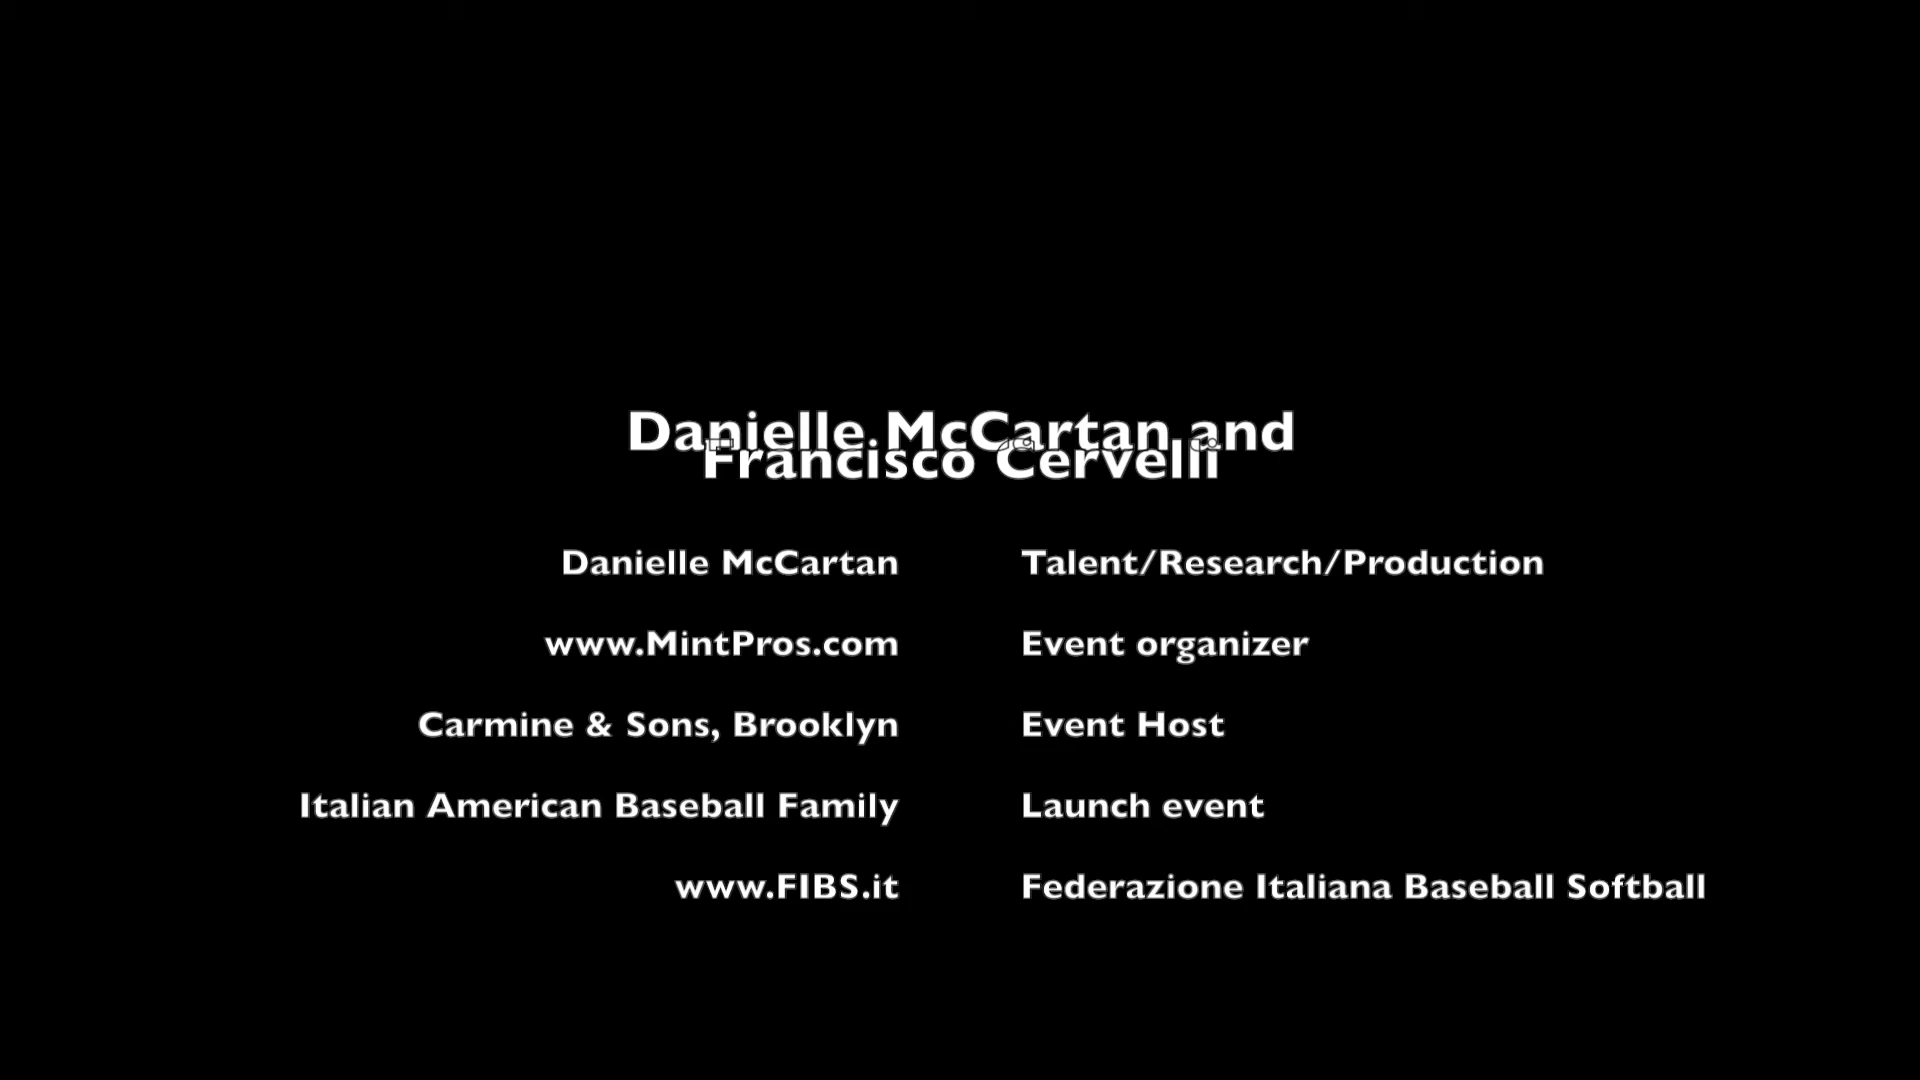 Danielle McCartan and
Francisco Cervelli
Danielle McCartan Talent/Research/Production
www.MintPros.com Event organizer
Carmine & Sons, Brooklyn Event Host
Italian American Baseball Family Launch event
www.FIBS.it Federazione Italiana Baseball Softball